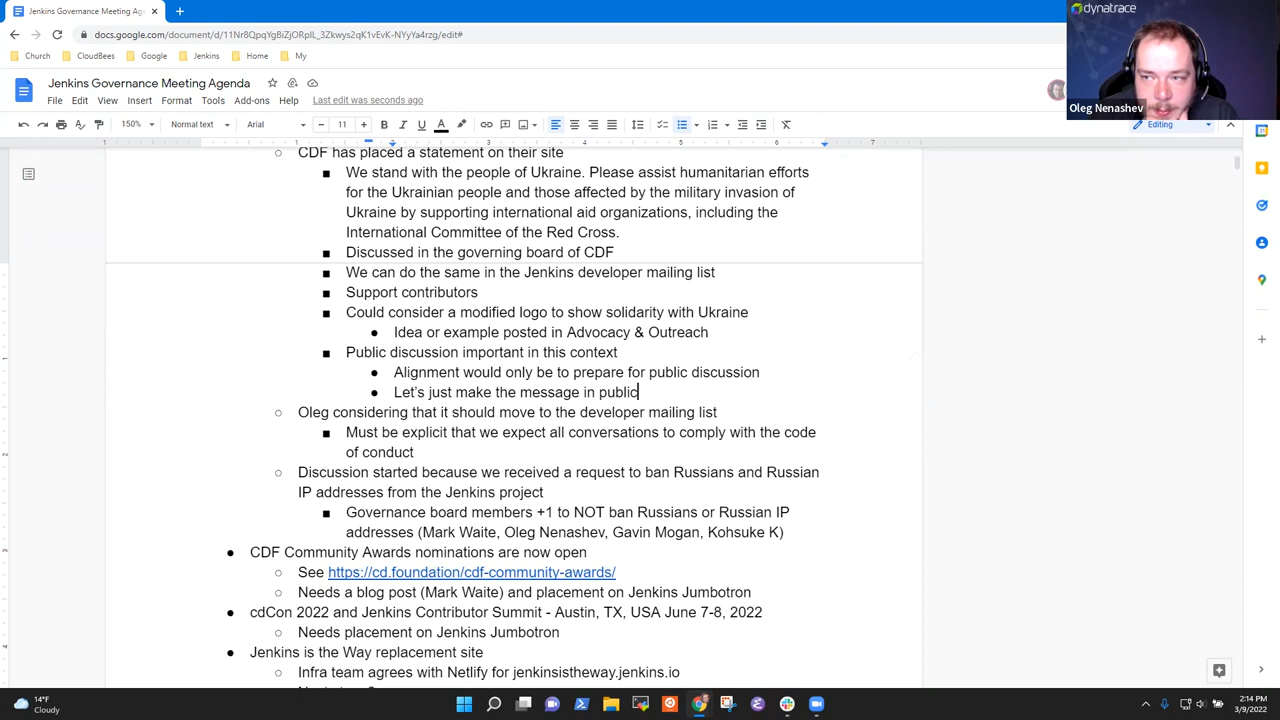 Jenkins Governance Meeting Ag
docs.google.com/document/d/11Nr8QpqYgBiZjORplL_3Zkwys2qK1vEvK-NYyYa4rzg/edit#
Church
CloudBees
Google
Jenkins
Home
My
dynatrace
Oleg Nenashev
Jenkins Governance Meeting Agenda
File Edit View Insert Format Tools Add-ons Help Last edit was seconds ago
150% Normal text Arial 11 B I U A Editing
1 1 2 3 4 5 6 7
CDF has placed a statement on their site
We stand with the people of Ukraine. Please assist humanitarian efforts
for the Ukrainian people and those affected by the military invasion of
Ukraine by supporting international aid organizations, including the
International Committee of the Red Cross.
Discussed in the governing board of CDF
We can do the same in the Jenkins developer mailing list
Support contributors
Could consider a modified logo to show solidarity with Ukraine
Idea or example posted in Advocacy & Outreach
Public discussion important in this context
Alignment would only be to prepare for public discussion
Let's just make the message in public
Oleg considering that it should move to the developer mailing list
Must be explicit that we expect all conversations to comply with the code
of conduct
Discussion started because we received a request to ban Russians and Russian
IP addresses from the Jenkins project
Governance board members +1 to NOT ban Russians or Russian IP
addresses (Mark Waite, Oleg Nenashev, Gavin Mogan, Kohsuke K)
CDF Community Awards nominations are now open
See https://cd.foundation/cdf-community-awards/
Needs a blog post (Mark Waite) and placement on Jenkins Jumbotron
cdCon 2022 and Jenkins Contributor Summit - Austin, TX, USA June 7-8, 2022
Needs placement on Jenkins Jumbotron
Jenkins is the Way replacement site
Infra team agrees with Netlify for jenkinsistheway.jenkins.io
14°F
Cloudy
2:14 PM
3/9/2022